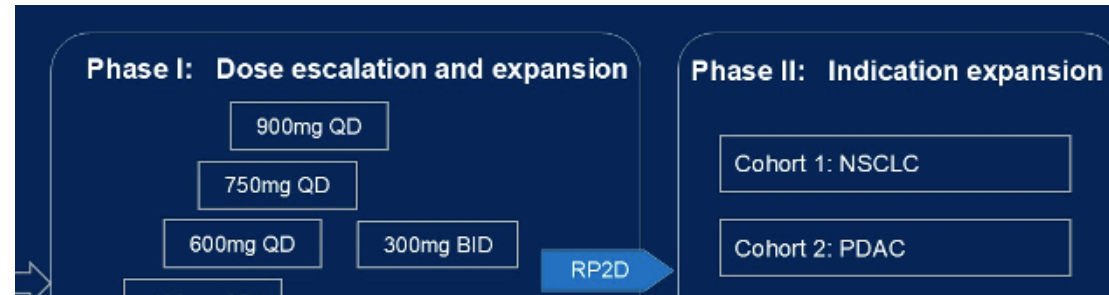 Phase I: Dose escalation and expansion
900mg QD
750mg QD
600mg QD
300mg BID
RP2D
Phase II: Indication expansion
Cohort 1: NSCLC
Cohort 2: PDAC